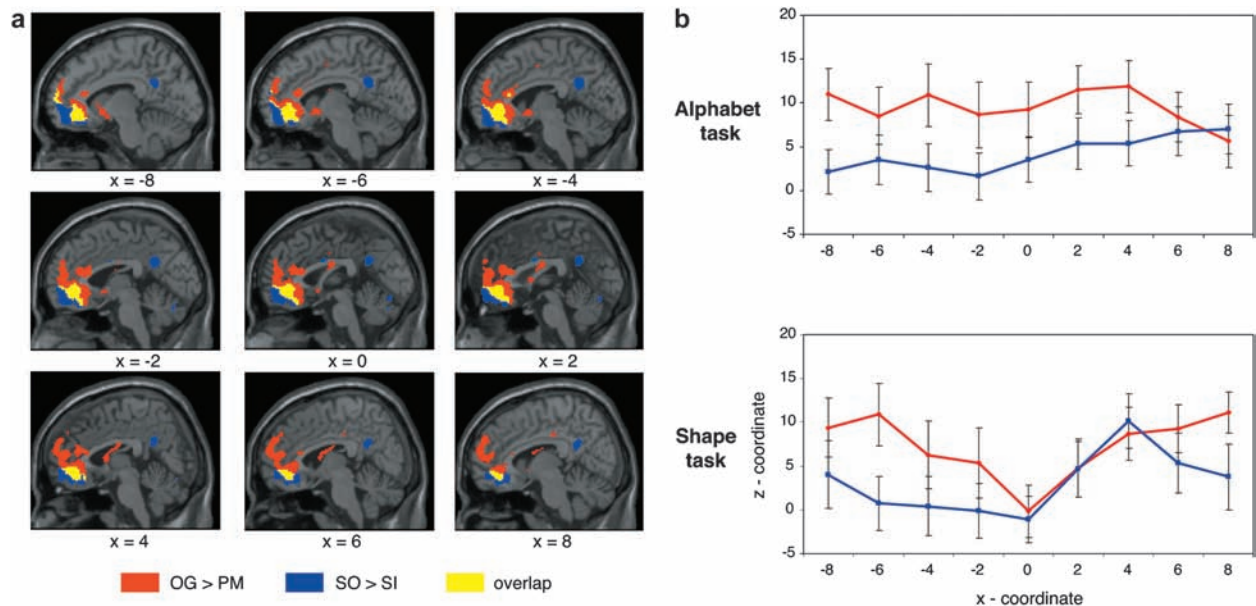 a
x = -8
x = -6
x = -4
x = -2
x = 0
x = 2
x = 4
x = 6
x = 8
OG > PM
SO > SI
overlap
b
Alphabet
task
20
15
10
5
0
-5
-8 -6 -4 -2 0 2 4 6 8
Shape
task
z - coordinate
20
15
10
5
0
-5
-8 -6 -4 -2 0 2 4 6 8
x - coordinate